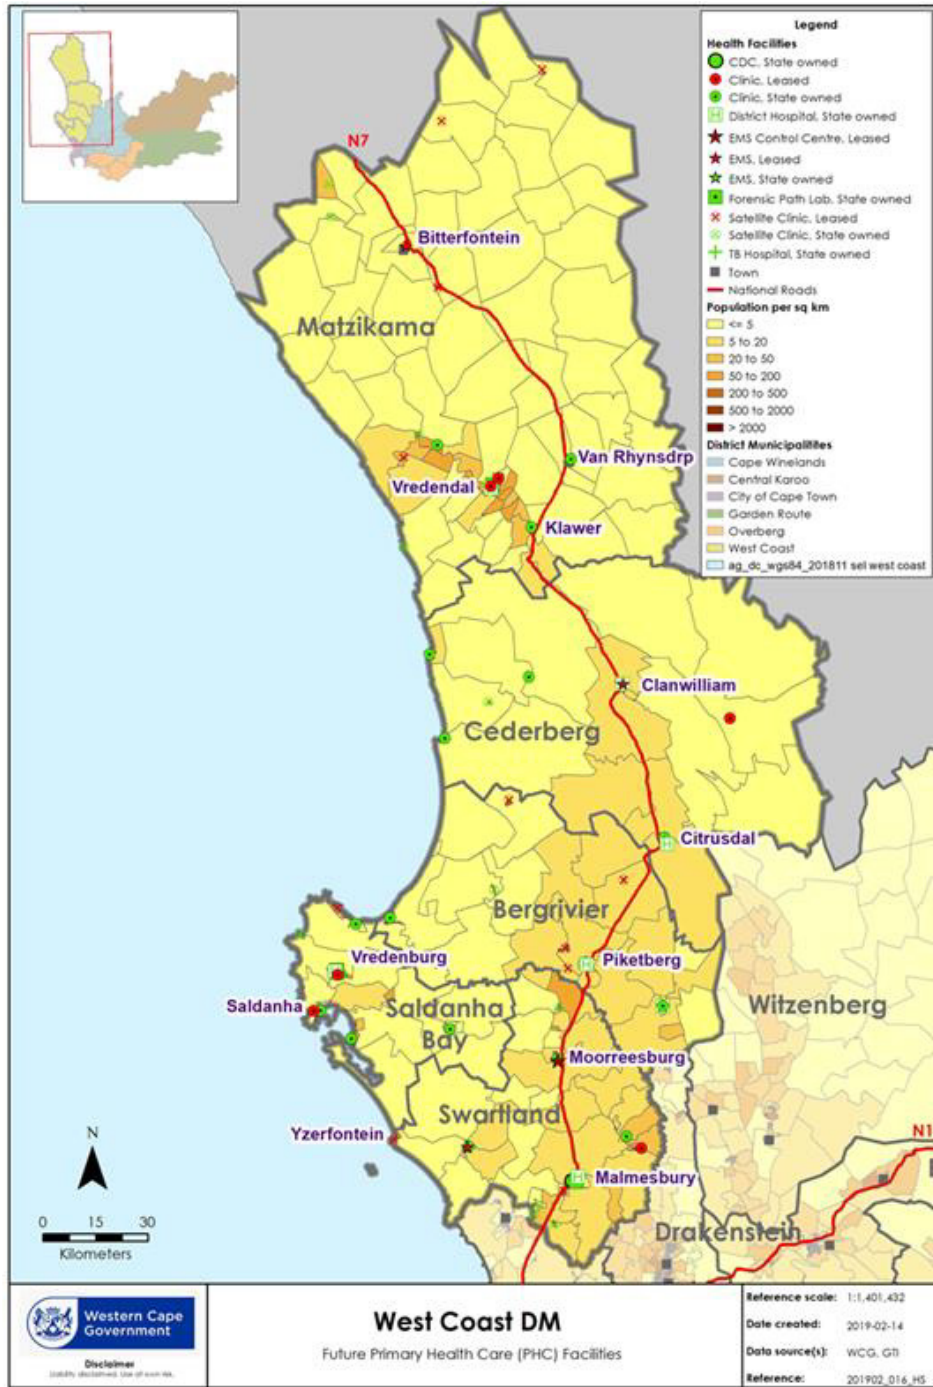 Legend
Health Facilities
CDC, State owned
Clinic, Leased
Clinic, State owned
District Hospital, State owned
EMS Control Centre, Leased
EMS, Leased
EMS, State owned
Forensic Path Lab, State owned
Satellite Clinic, Leased
Satellite Clinic, State owned
TB Hospital, State owned
Town
National Roads
Population per sq km
<= 5
5 to 20
20 to 50
50 to 200
200 to 500
500 to 2000
> 2000
District Municipalitites
Cape Winelands
Central Karoo
City of Cape Town
Garden Route
Overberg
West Coast
ag_dc_wgs84_201811 sel west coast
N7
Bitterfontein
Matzikama
Van Rhynsdrp
Vredendal
Klawer
Clanwilliam
Cederberg
Citrusdal
Bergrivier
Vredenburg
Piketberg
Saldanha
Saldanha
Bay
Witzenberg
Moorreesburg
Swartland
Yzerfontein
N1
Malmesbury
Drakenstein
N
0 15 30
Kilometers
Western Cape
Government
Disclaimer
Liability disclaimed. Use at own risk.
West Coast DM
Future Primary Health Care (PHC) Facilities
Reference scale: 1:1,401,432
Date created: 2019-02-14
Data source(s): WCG, GTI
Reference: 201902_016_HS